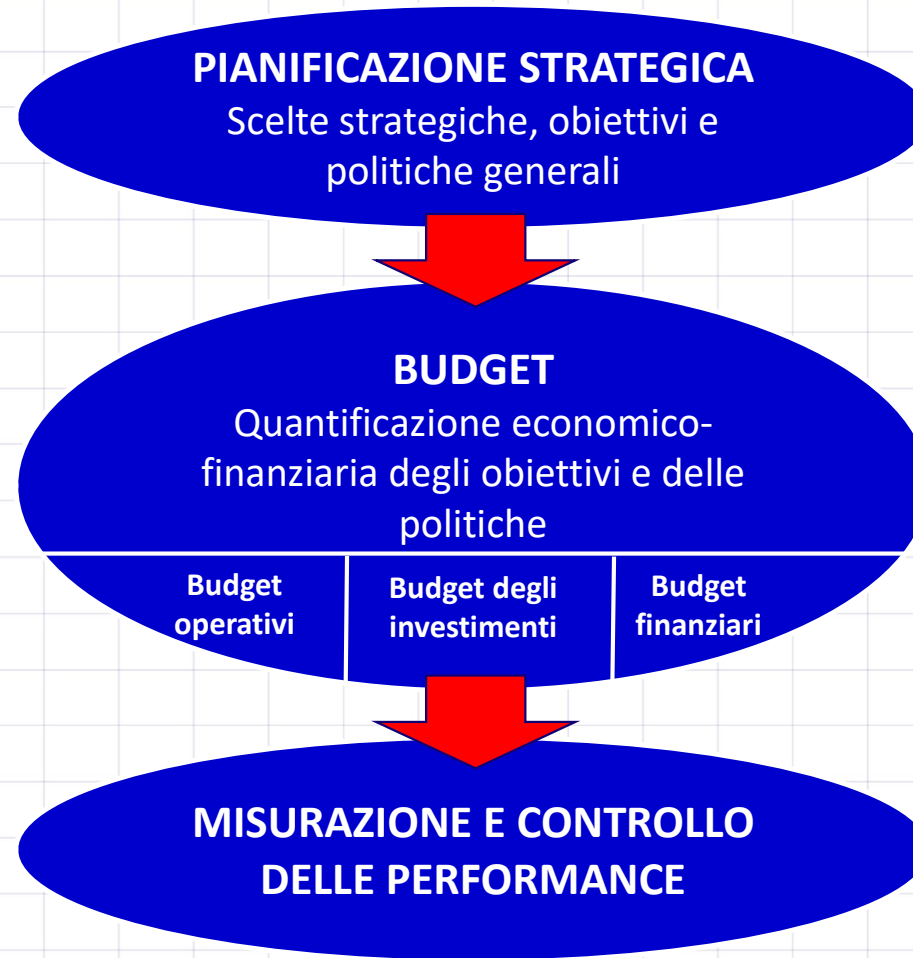 PIANIFICAZIONE STRATEGICA
Scelte strategiche, obiettivi e
politiche generali
BUDGET
Quantificazione economico-
finanziaria degli obiettivi e delle
politiche
Budget
operativi
Budget degli
investimenti
Budget
finanziari
MISURAZIONE E CONTROLLO
DELLE PERFORMANCE